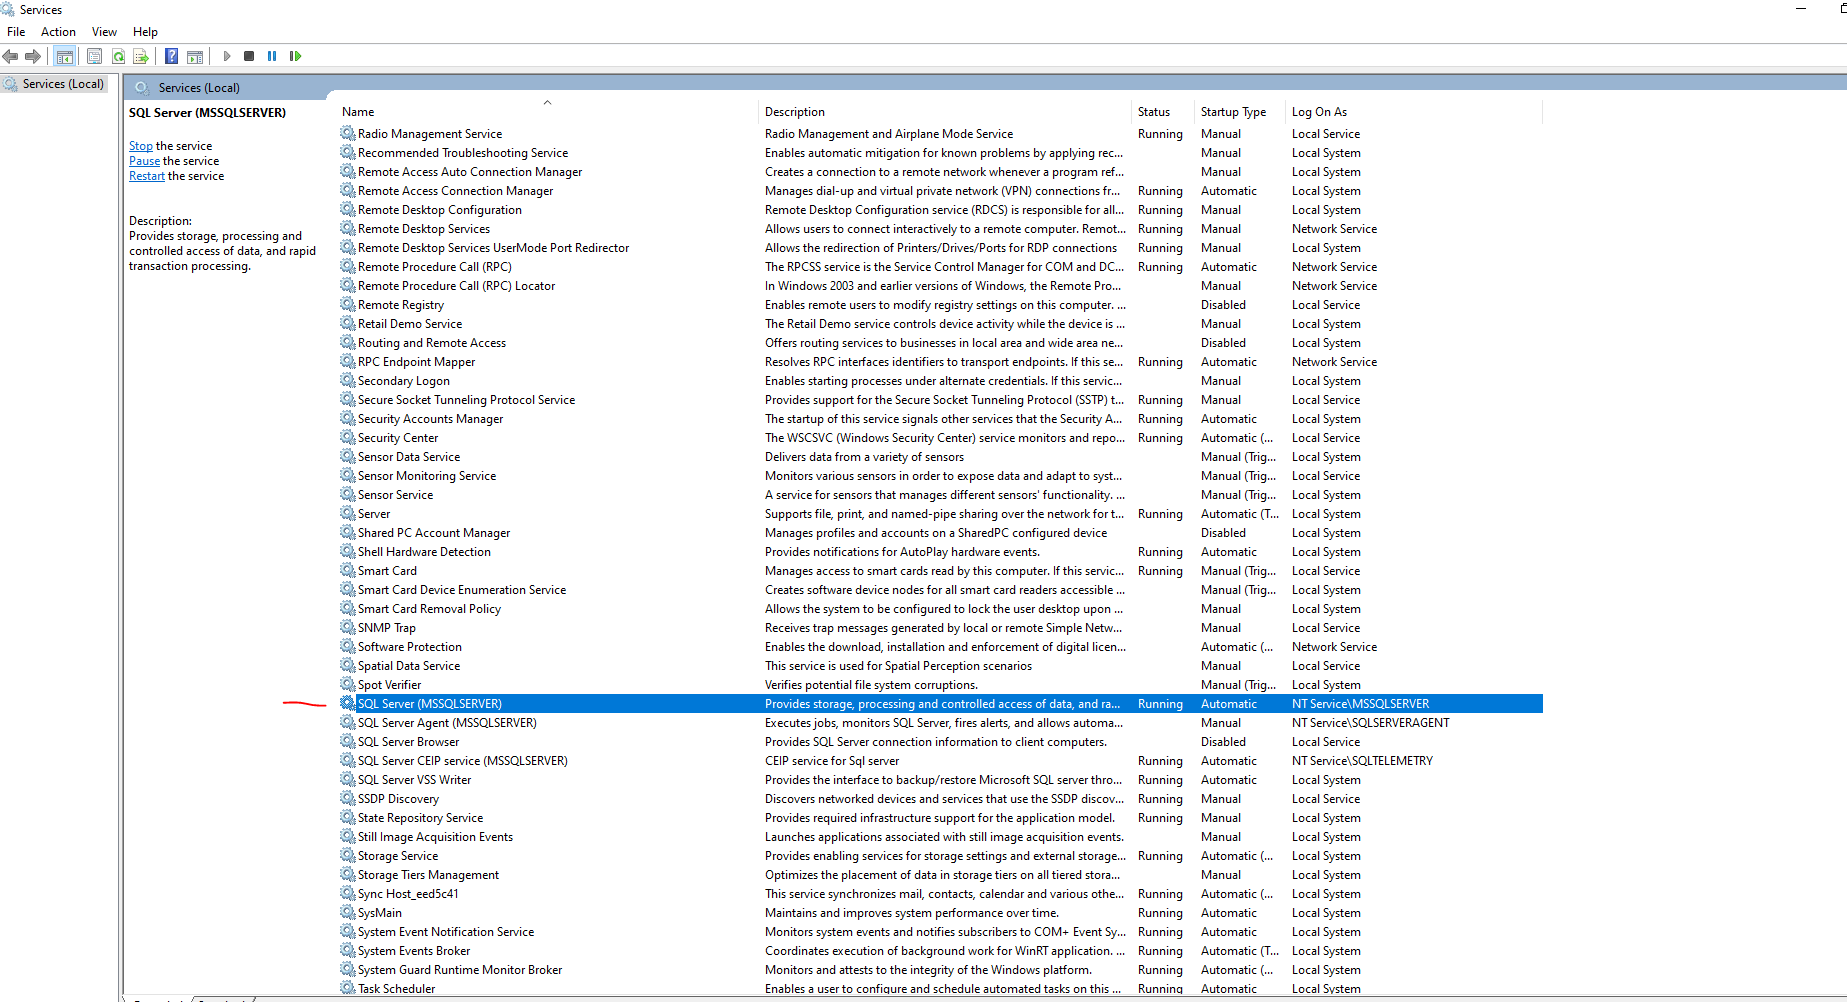 Services
File Action View Help
Services (Local)
Services (Local)
SQL Server (MSSQLSERVER)
Stop the service
Pause the service
Restart the service
Description:
Provides storage, processing and
controlled access of data, and rapid
transaction processing.
Name Description Status Startup Type Log On As
Radio Management Service Radio Management and Airplane Mode Service Running Manual Local Service
Recommended Troubleshooting Service Enables automatic mitigation for known problems by applying rec... Manual Local System
Remote Access Auto Connection Manager Creates a connection to a remote network whenever a program ref... Manual Local System
Remote Access Connection Manager Manages dial-up and virtual private network (VPN) connections fr... Running Automatic Local System
Remote Desktop Configuration Remote Desktop Configuration service (RDCS) is responsible for all... Running Manual Local System
Remote Desktop Services Allows users to connect interactively to a remote computer. Remot... Running Manual Network Service
Remote Desktop Services UserMode Port Redirector Allows the redirection of Printers/Drives/Ports for RDP connections Running Manual Local System
Remote Procedure Call (RPC) The RPCSS service is the Service Control Manager for COM and DC... Running Automatic Network Service
Remote Procedure Call (RPC) Locator In Windows 2003 and earlier versions of Windows, the Remote Pro... Manual Network Service
Remote Registry Enables remote users to modify registry settings on this computer. ... Disabled Local Service
Retail Demo Service The Retail Demo service controls device activity while the device is ... Manual Local System
Routing and Remote Access Offers routing services to businesses in local area and wide area ne... Disabled Local System
RPC Endpoint Mapper Resolves RPC interfaces identifiers to transport endpoints. If this se... Running Automatic Network Service
Secondary Logon Enables starting processes under alternate credentials. If this servic... Manual Local System
Secure Socket Tunneling Protocol Service Provides support for the Secure Socket Tunneling Protocol (SSTP) t... Running Manual Local Service
Security Accounts Manager The startup of this service signals other services that the Security A... Running Automatic Local System
Security Center The WSCSVC (Windows Security Center) service monitors and repo... Running Automatic (... Local Service
Sensor Data Service Delivers data from a variety of sensors Manual (Trig... Local System
Sensor Monitoring Service Monitors various sensors in order to expose data and adapt to syst... Manual (Trig... Local Service
Sensor Service A service for sensors that manages different sensors' functionality. ... Manual (Trig... Local System
Server Supports file, print, and named-pipe sharing over the network for t... Running Automatic (T... Local System
Shared PC Account Manager Manages profiles and accounts on a SharedPC configured device Disabled Local System
Shell Hardware Detection Provides notifications for AutoPlay hardware events. Running Automatic Local System
Smart Card Manages access to smart cards read by this computer. If this servic... Running Manual (Trig... Local Service
Smart Card Device Enumeration Service Creates software device nodes for all smart card readers accessible ... Manual (Trig... Local System
Smart Card Removal Policy Allows the system to be configured to lock the user desktop upon ... Manual Local System
SNMP Trap Receives trap messages generated by local or remote Simple Netw... Manual Local Service
Software Protection Enables the download, installation and enforcement of digital licen... Automatic (... Network Service
Spatial Data Service This service is used for Spatial Perception scenarios Manual Local Service
Spot Verifier Verifies potential file system corruptions. Manual (Trig... Local System
SQL Server (MSSQLSERVER) Provides storage, processing and controlled access of data, and ra... Running Automatic NT Service\MSSQLSERVER
SQL Server Agent (MSSQLSERVER) Executes jobs, monitors SQL Server, fires alerts, and allows automa... Manual NT Service\SQLSERVERAGENT
SQL Server Browser Provides SQL Server connection information to client computers. Disabled Local Service
SQL Server CEIP service (MSSQLSERVER) CEIP service for Sql server Running Automatic NT Service\SQLTELEMETRY
SQL Server VSS Writer Provides the interface to backup/restore Microsoft SQL server thro... Running Automatic Local System
SSDP Discovery Discovers networked devices and services that use the SSDP discov... Running Manual Local Service
State Repository Service Provides required infrastructure support for the application model. Running Manual Local System
Still Image Acquisition Events Launches applications associated with still image acquisition events. Manual Local System
Storage Service Provides enabling services for storage settings and external storage... Running Automatic (... Local System
Storage Tiers Management Optimizes the placement of data in storage tiers on all tiered stora... Manual Local System
Sync Host_eed5c41 This service synchronizes mail, contacts, calendar and various othe... Running Automatic (... Local System
SysMain Maintains and improves system performance over time. Running Automatic Local System
System Event Notification Service Monitors system events and notifies subscribers to COM+ Event Sy... Running Automatic Local System
System Events Broker Coordinates execution of background work for WinRT application. ... Running Automatic (T... Local System
System Guard Runtime Monitor Broker Monitors and attests to the integrity of the Windows platform. Running Automatic (... Local System
Task Scheduler Enables a user to configure and schedule automated tasks on this ... Running Automatic Local System